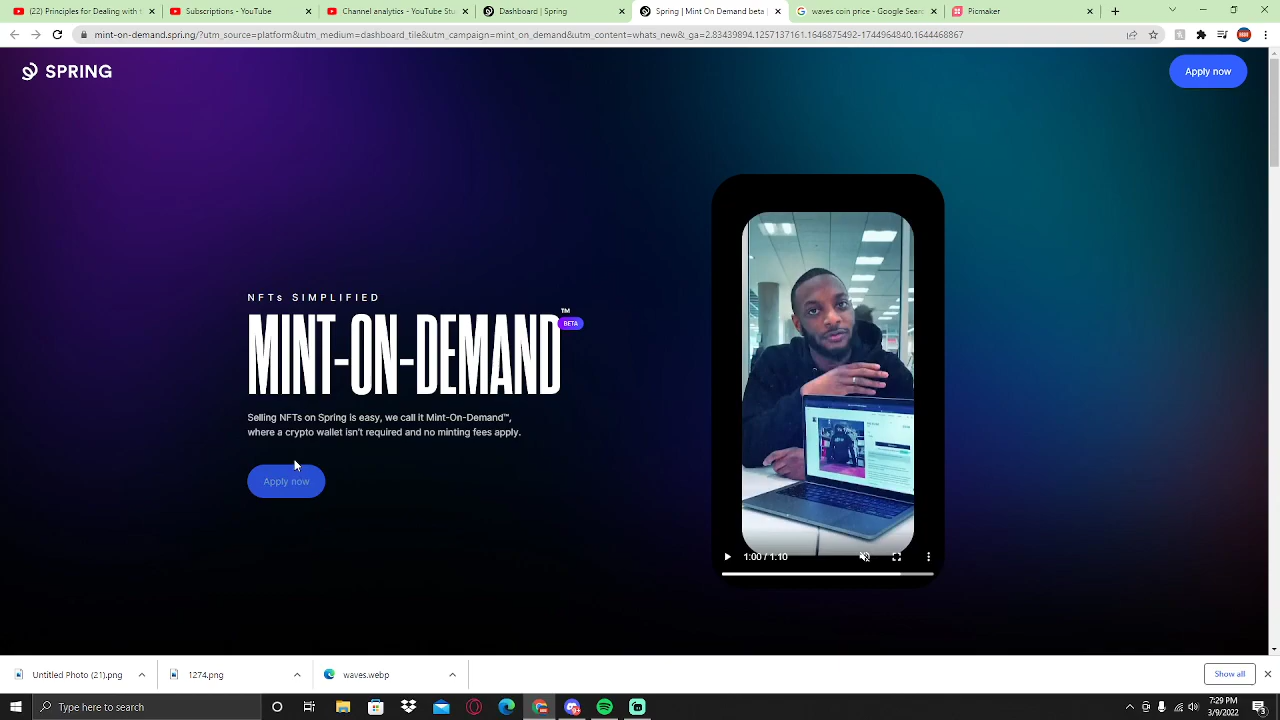 (22) Principles for Dealing with t
Subscriptions - YouTube
Channel analytics - YouTube Stu
Dashboard | Spring
Spring | Mint On Demand beta |
waves coin price - Google Search
Picmaker
mint-on-demand.spring/?utm_source=platform&utm_medium=dashboard_tile&utm_campaign=mint_on_demand&utm_content=whats_new&_ga=2.83439894.1257137161.1646875492-1744964840.1644468867
SPRING
Apply now
NFTs SIMPLIFIED
MINT-ON-DEMAND™
BETA
Selling NFTs on Spring is easy, we call it Mint-On-Demand™,
where a crypto wallet isn't required and no minting fees apply.
Apply now
1:00 / 1:10
Untitled Photo (21).png
1274.png
waves.webp
Show all
Type here to search
7:29 PM
3/9/2022